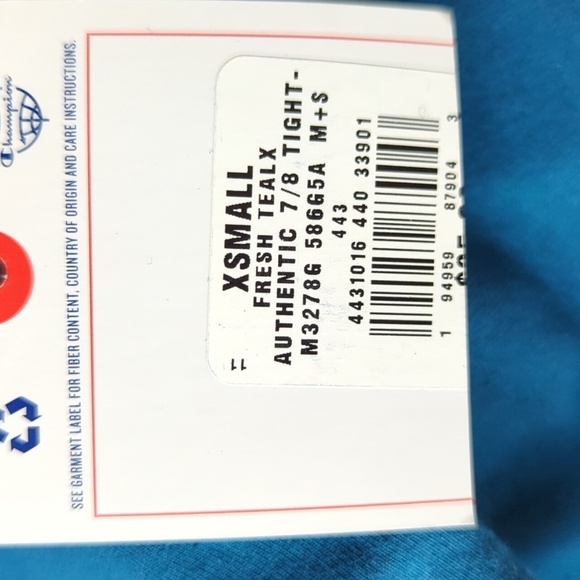 Champion
SEE GARMENT LABEL FOR FIBER CONTENT, COUNTRY OF ORIGIN AND CARE INSTRUCTIONS.
XSMALL
FRESH TEALX
AUTHENTIC 7/8 TIGHT-
M3278G 586G5A M+S
443
4431016 440 33901
1 94959 87904 3